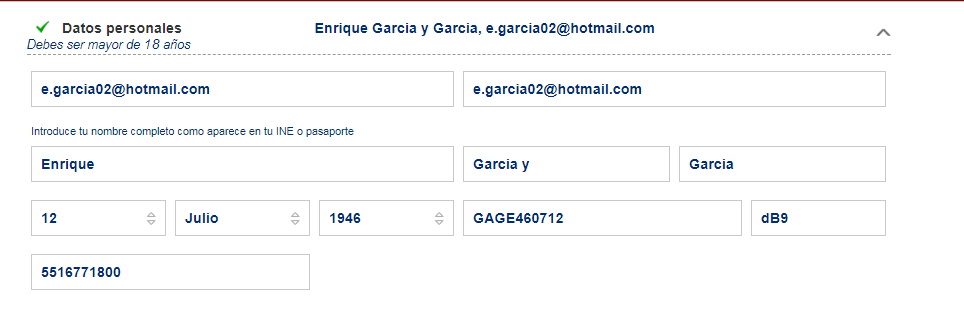 Datos personales Enrique Garcia y Garcia, e.garcia02@hotmail.com
Debes ser mayor de 18 años
e.garcia02@hotmail.com e.garcia02@hotmail.com
Introduce tu nombre completo como aparece en tu INE o pasaporte
Enrique Garcia y Garcia
12 Julio 1946 GAGE460712 dB9
5516771800